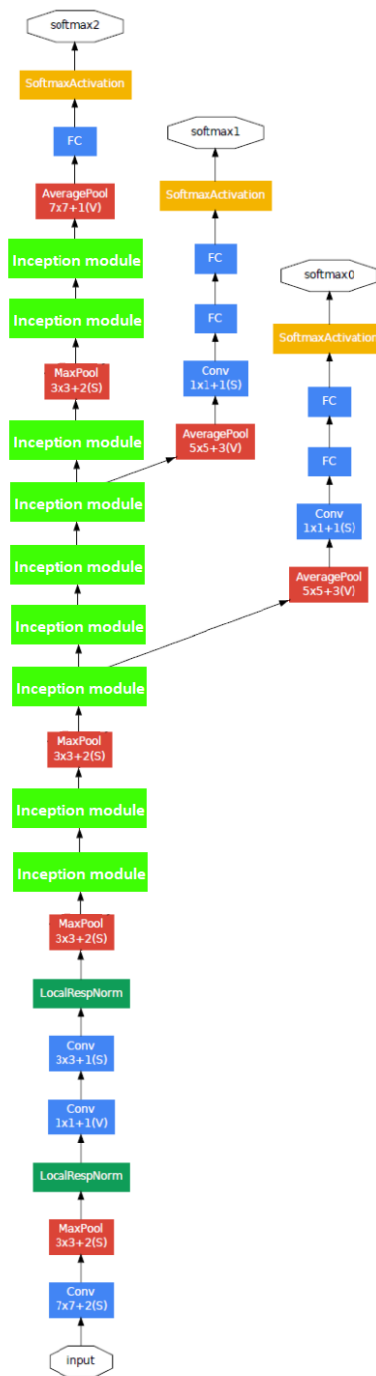 softmax2
SoftmaxActivation
FC
AveragePool
7x7+1(V)
Inception module
Inception module
MaxPool
3x3+2(S)
Inception module
Inception module
Inception module
Inception module
Inception module
MaxPool
3x3+2(S)
Inception module
Inception module
MaxPool
3x3+2(S)
LocalRespNorm
Conv
3x3+1(S)
Conv
1x1+1(V)
LocalRespNorm
MaxPool
3x3+2(S)
Conv
7x7+2(S)
input
softmax1
SoftmaxActivation
FC
FC
Conv
1x1+1(S)
AveragePool
5x5+3(V)
softmax0
SoftmaxActivation
FC
FC
Conv
1x1+1(S)
AveragePool
5x5+3(V)